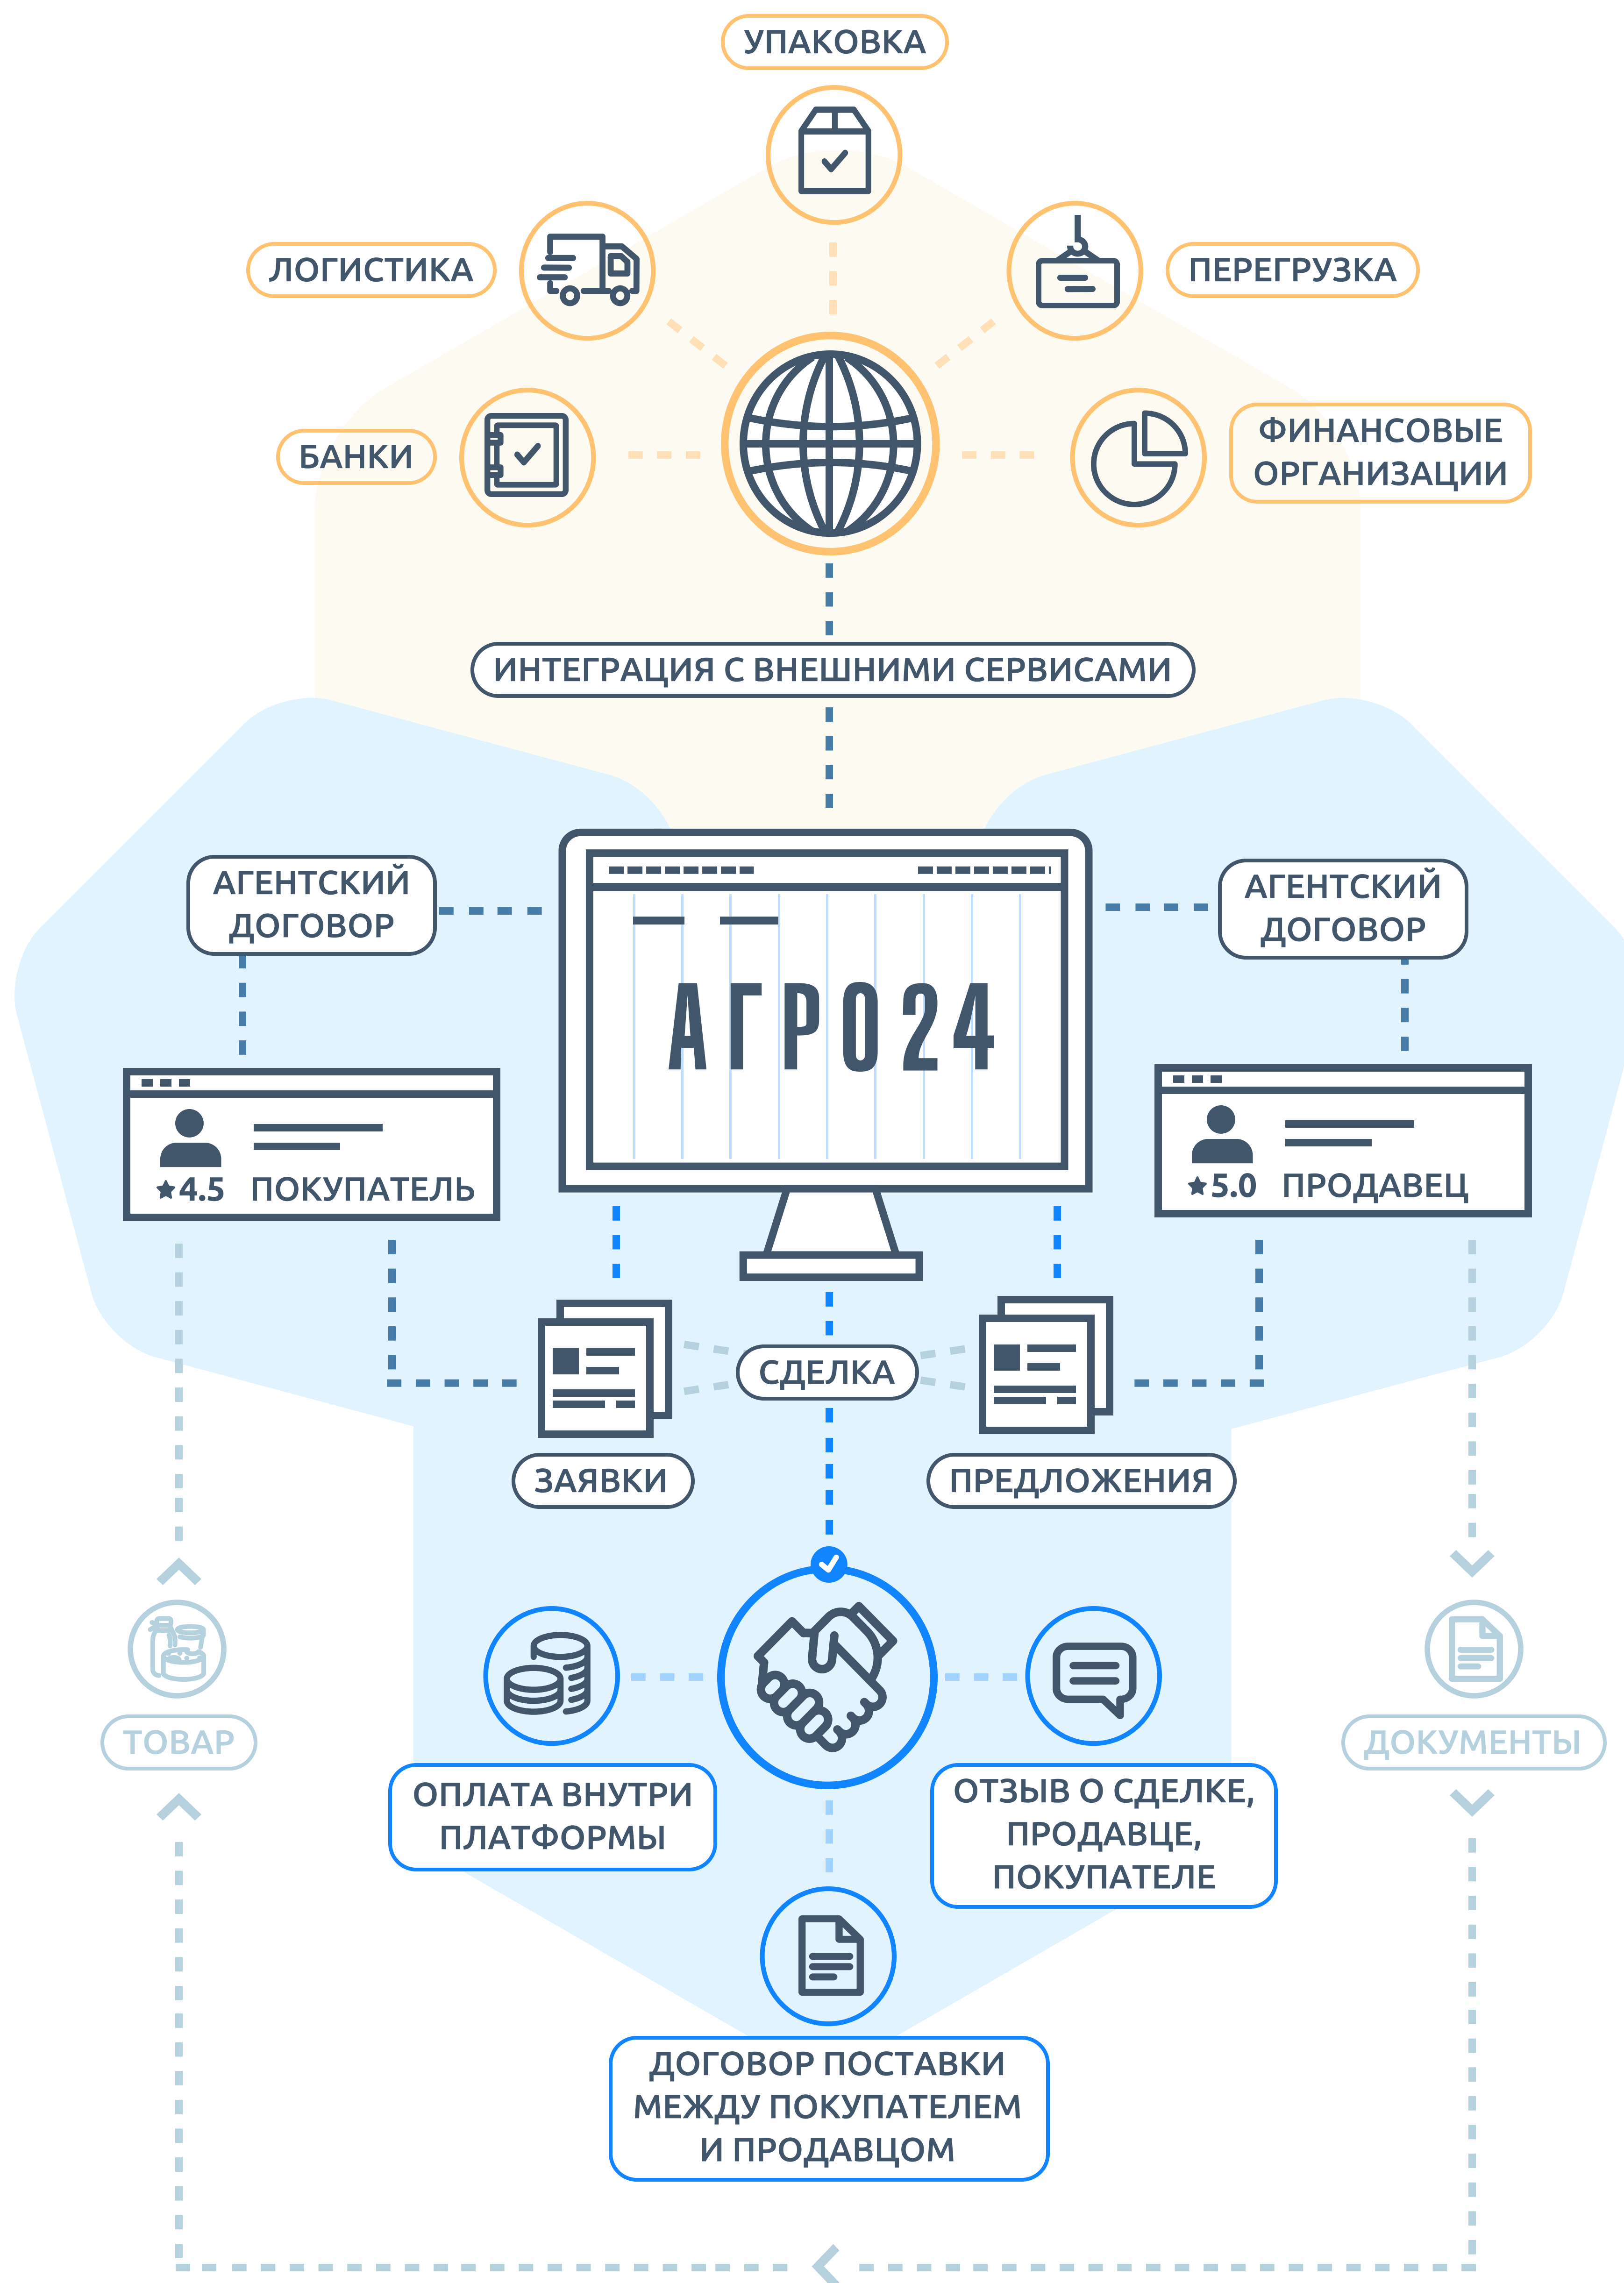 УПАКОВКА
ЛОГИСТИКА
ПЕРЕГРУЗКА
БАНКИ
ФИНАНСОВЫЕ
ОРГАНИЗАЦИИ
ИНТЕГРАЦИЯ С ВНЕШНИМИ СЕРВИСАМИ
АГЕНТСКИЙ
ДОГОВОР
АГЕНТСКИЙ
ДОГОВОР
АГРО24
4.5 ПОКУПАТЕЛЬ
5.0 ПРОДАВЕЦ
СДЕЛКА
ЗАЯВКИ
ПРЕДЛОЖЕНИЯ
ТОВАР
ДОКУМЕНТЫ
ОПЛАТА ВНУТРИ
ПЛАТФОРМЫ
ОТЗЫВ О СДЕЛКЕ,
ПРОДАВЦЕ,
ПОКУПАТЕЛЕ
ДОГОВОР ПОСТАВКИ
МЕЖДУ ПОКУПАТЕЛЕМ
И ПРОДАВЦОМ